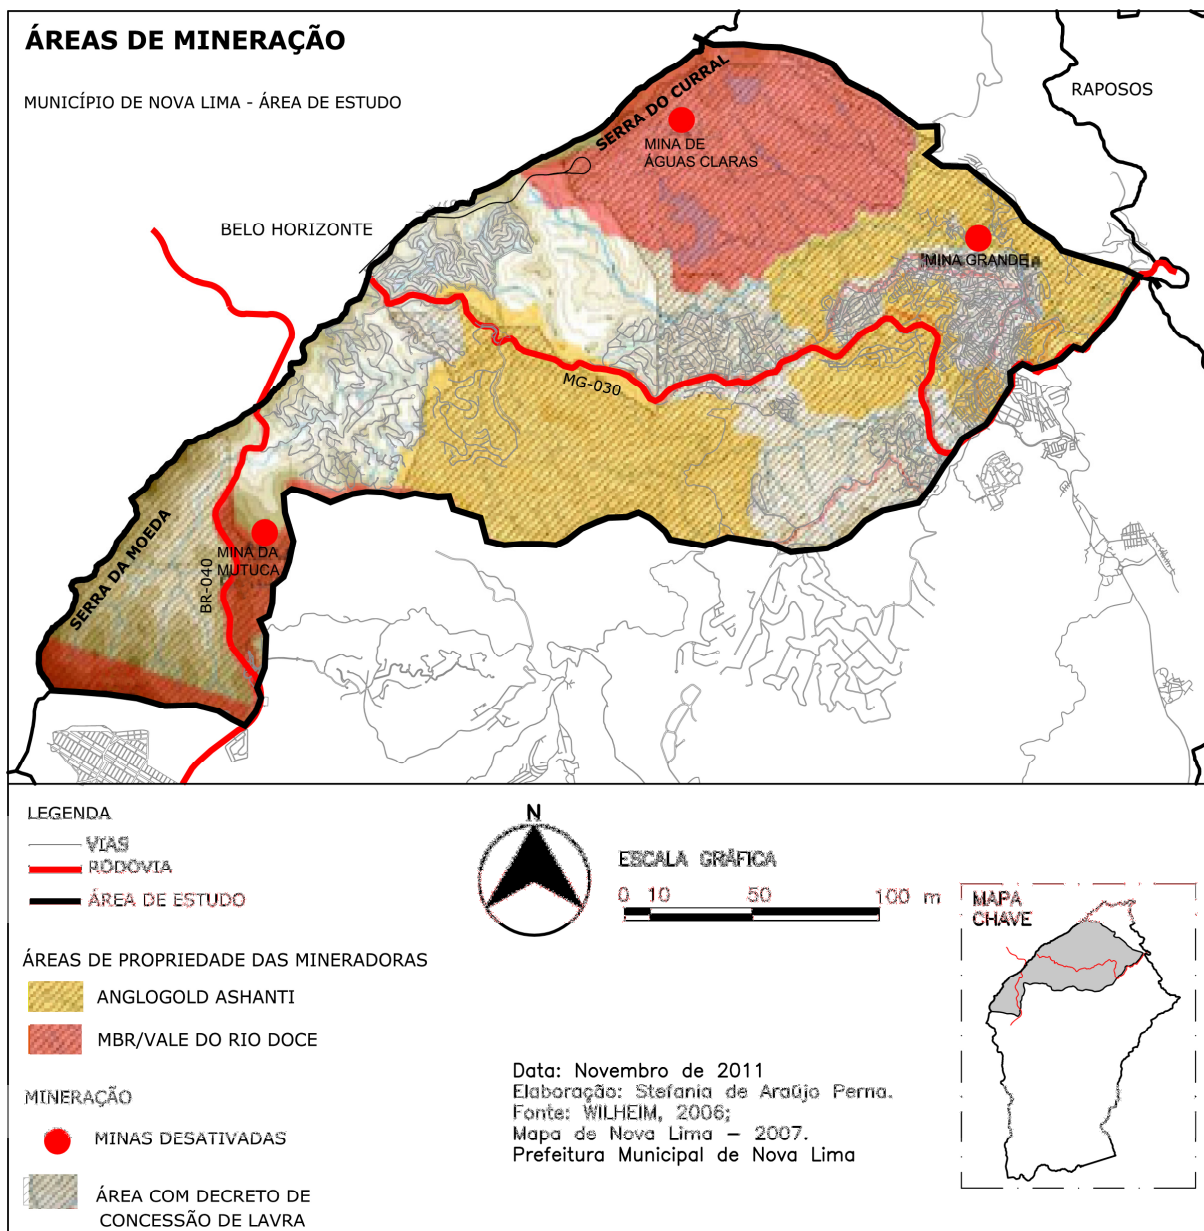 ÁREAS DE MINERAÇÃO
MUNICÍPIO DE NOVA LIMA - ÁREA DE ESTUDO
RAPOSOS
SERRA DO CURRAL
MINA DE
ÁGUAS CLARAS
BELO HORIZONTE
MINA GRANDE
MG-030
SERRA DA MOEDA
BR-040
MINA DA
MUTUCA
LEGENDA
VIAS
RODOVIA
ÁREA DE ESTUDO
ÁREAS DE PROPRIEDADE DAS MINERADORAS
ANGLOGOLD ASHANTI
MBR/VALE DO RIO DOCE
MINERAÇÃO
MINAS DESATIVADAS
ÁREA COM DECRETO DE
CONCESSÃO DE LAVRA
N
ESCALA GRÁFICA
0 10 50 100 m
Data: Novembro de 2011
Elaboração: Stefania de Araújo Perna.
Fonte: WILHEIM, 2006;
Mapa de Nova Lima - 2007.
Prefeitura Municipal de Nova Lima
MAPA
CHAVE